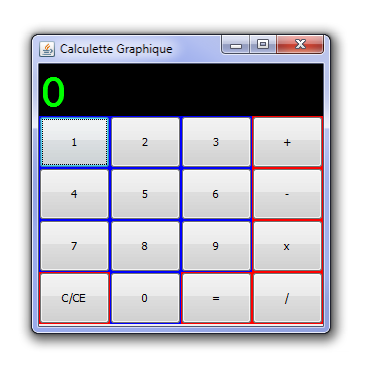 Calculette Graphique
0
1 2 3 +
4 5 6 -
7 8 9 x
C/CE 0 = /